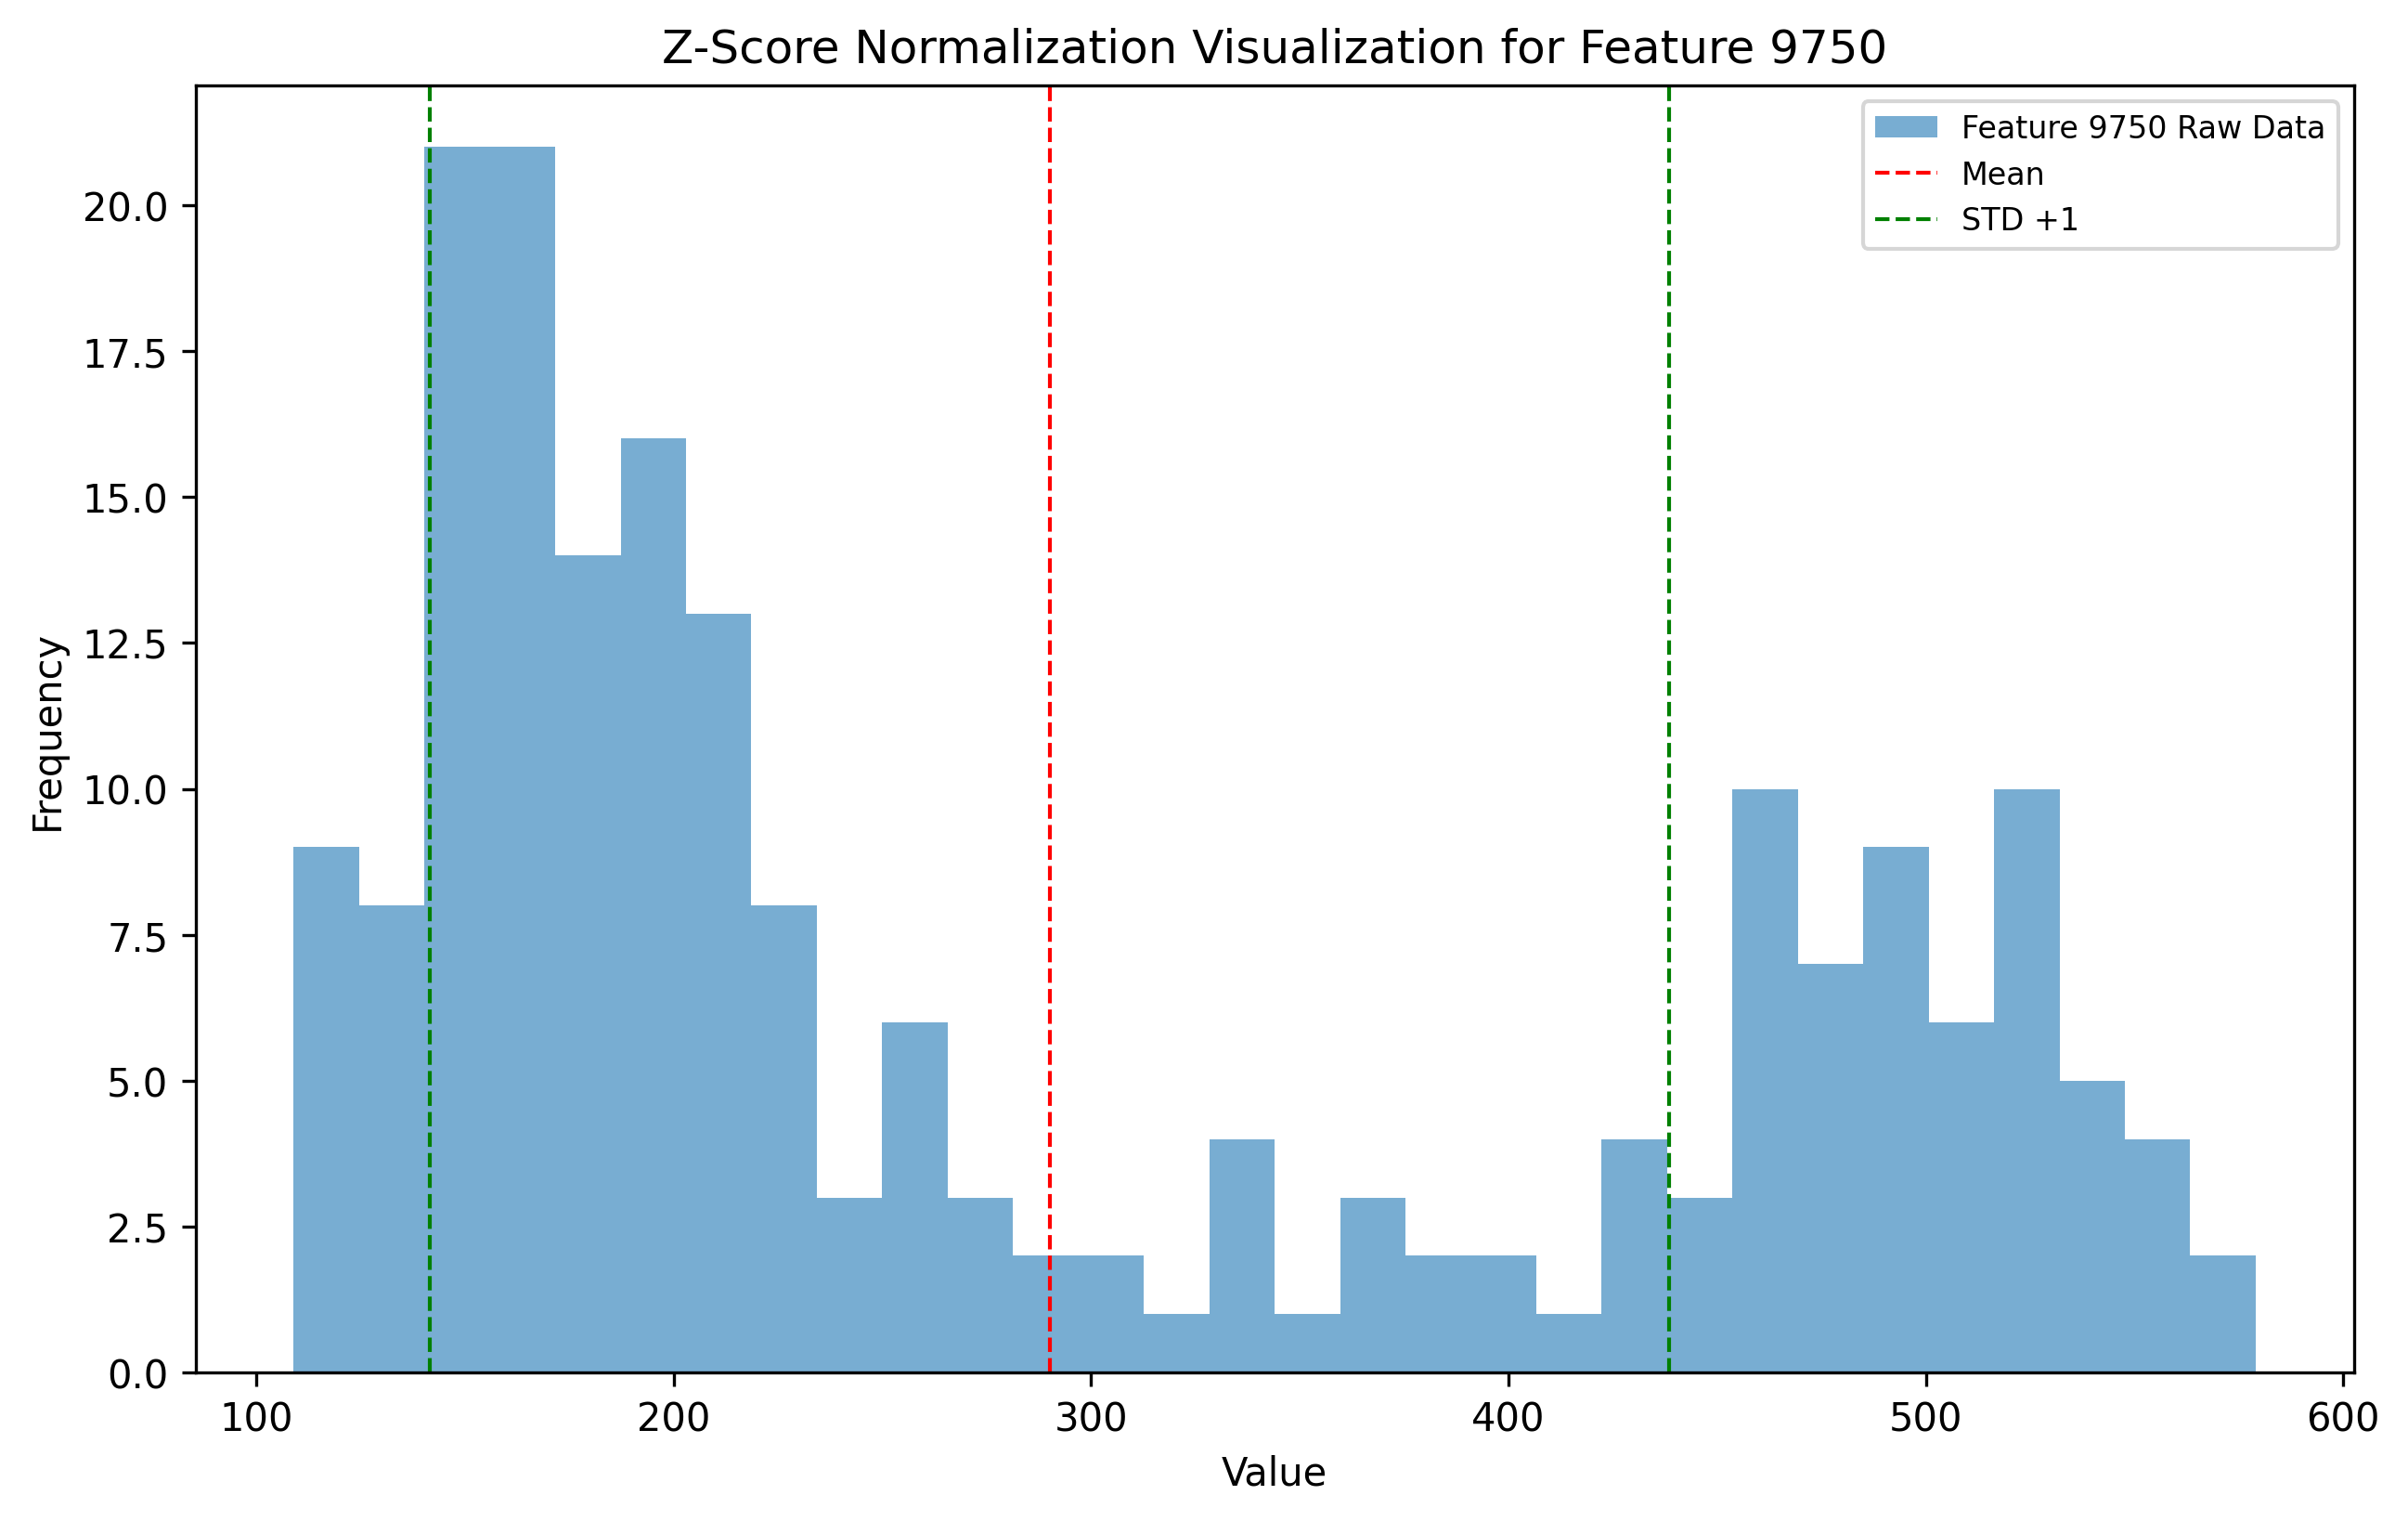 Z-Score Normalization Visualization for Feature 9750
Feature 9750 Raw Data
Mean
STD +1
20.0
17.5
15.0
12.5
10.0
7.5
5.0
2.5
0.0
Frequency
100 200 300 400 500 600
Value